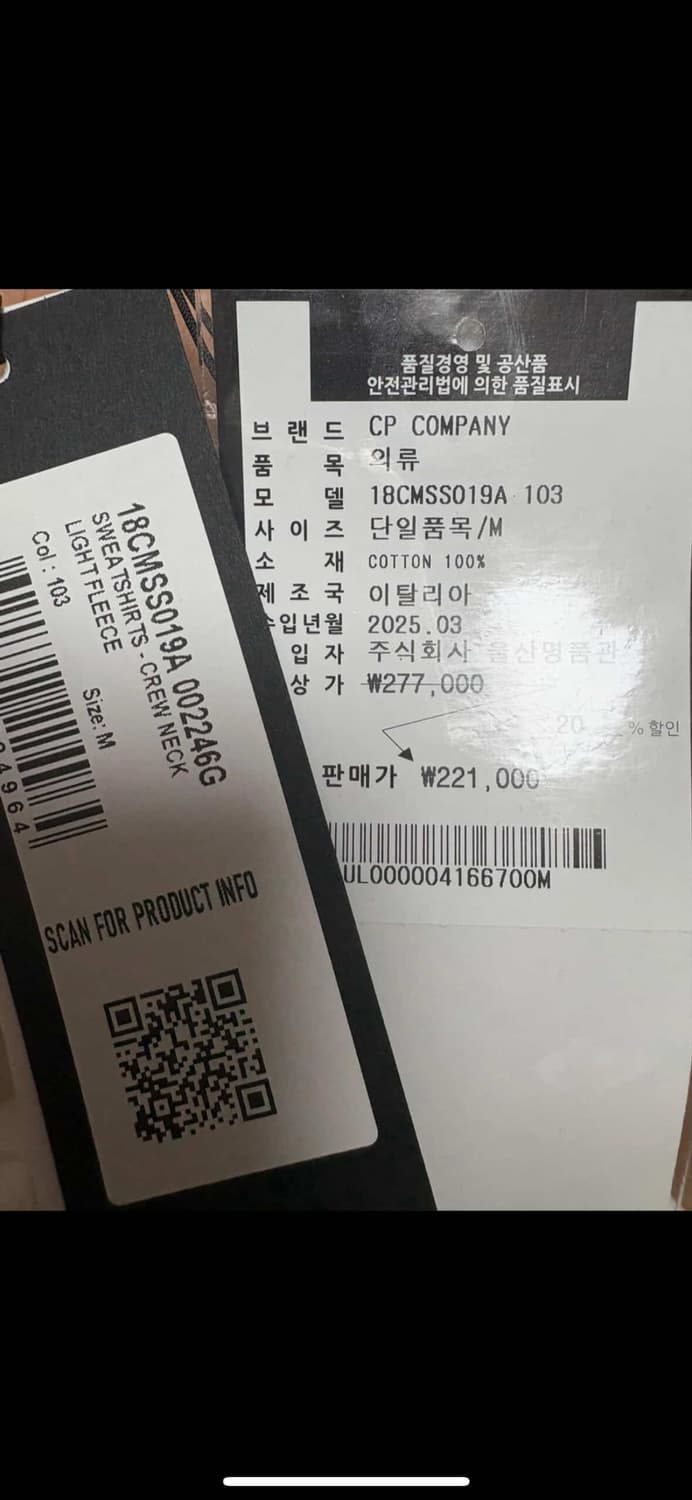 18CMSS019A 002246G
SWEATSHIRTS - CREW NECK
LIGHT FLEECE
Col : 103
Size: M
4964
SCAN FOR PRODUCT INFO
품질경영 및 공산품
안전관리법에 의한 품질표시
브 랜 드 CP COMPANY
품 목 의류
모 델 18CMSS019A 103
사 이 즈 단일품목/M
소 재 COTTON 100%
제 조 국 이탈리아
수입년월 2025.03
입 자 주식회사 울산명품관
상 가 ₩277,000
20 %할인
판매가 ₩221,000
UL000004166700M